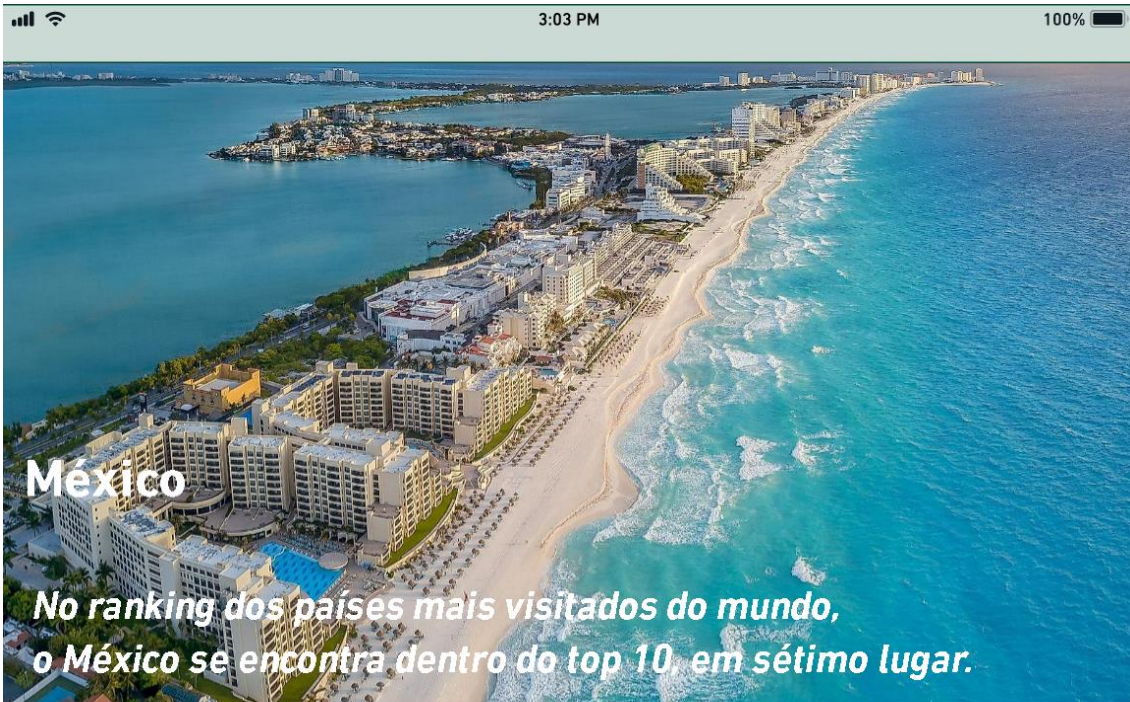 3:03 PM
100%
México
No ranking dos países mais visitados do mundo,
o México se encontra dentro do top 10, em sétimo lugar.